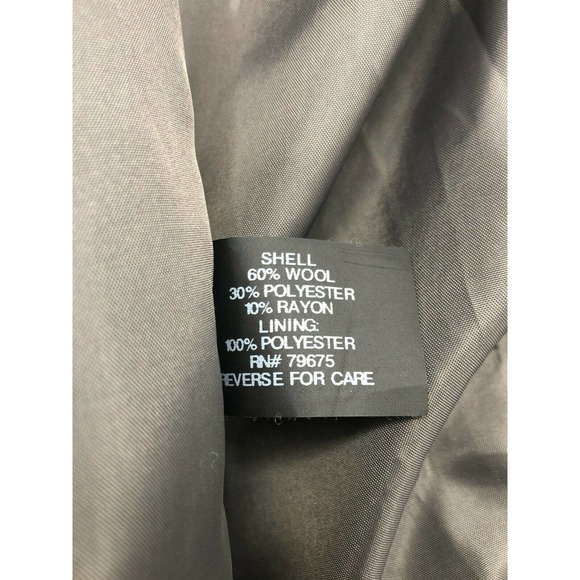 SHELL
60% WOOL
30% POLYESTER
10% RAYON
LINING:
100% POLYESTER
RN# 79675
REVERSE FOR CARE